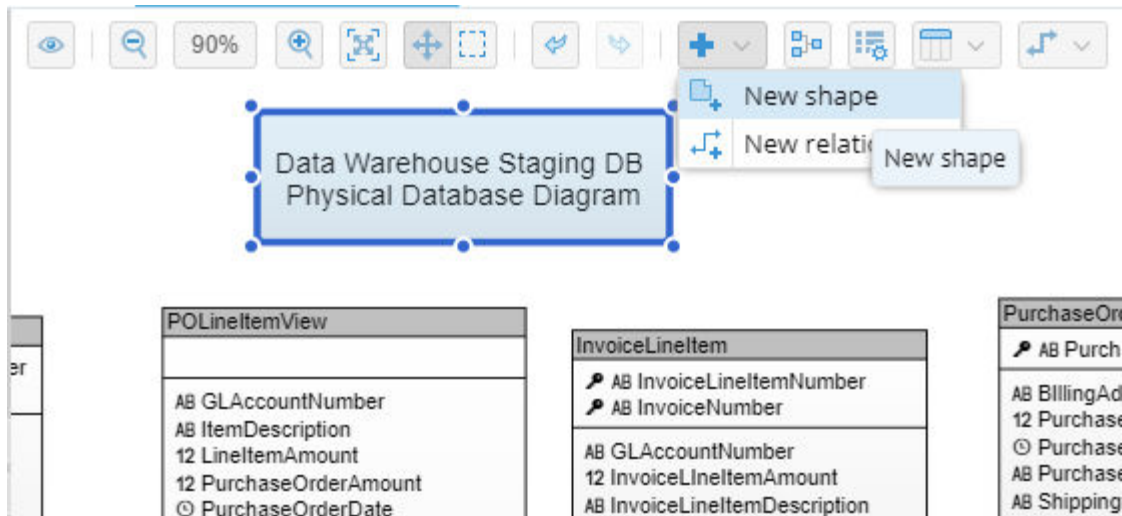 90%
New shape
New relati
New shape
Data Warehouse Staging DB
Physical Database Diagram
er
POLineItemView
AB GLAccountNumber
AB ItemDescription
12 LineItemAmount
12 PurchaseOrderAmount
PurchaseOrderDate
InvoiceLineItem
AB InvoiceLineItemNumber
AB InvoiceNumber
AB GLAccountNumber
12 InvoiceLIneItemAmount
AB InvoiceLineItemDescription
PurchaseOrd
AB Purch
AB BIllingAd
12 Purchase
Purchase
AB Purchase
AB Shipping